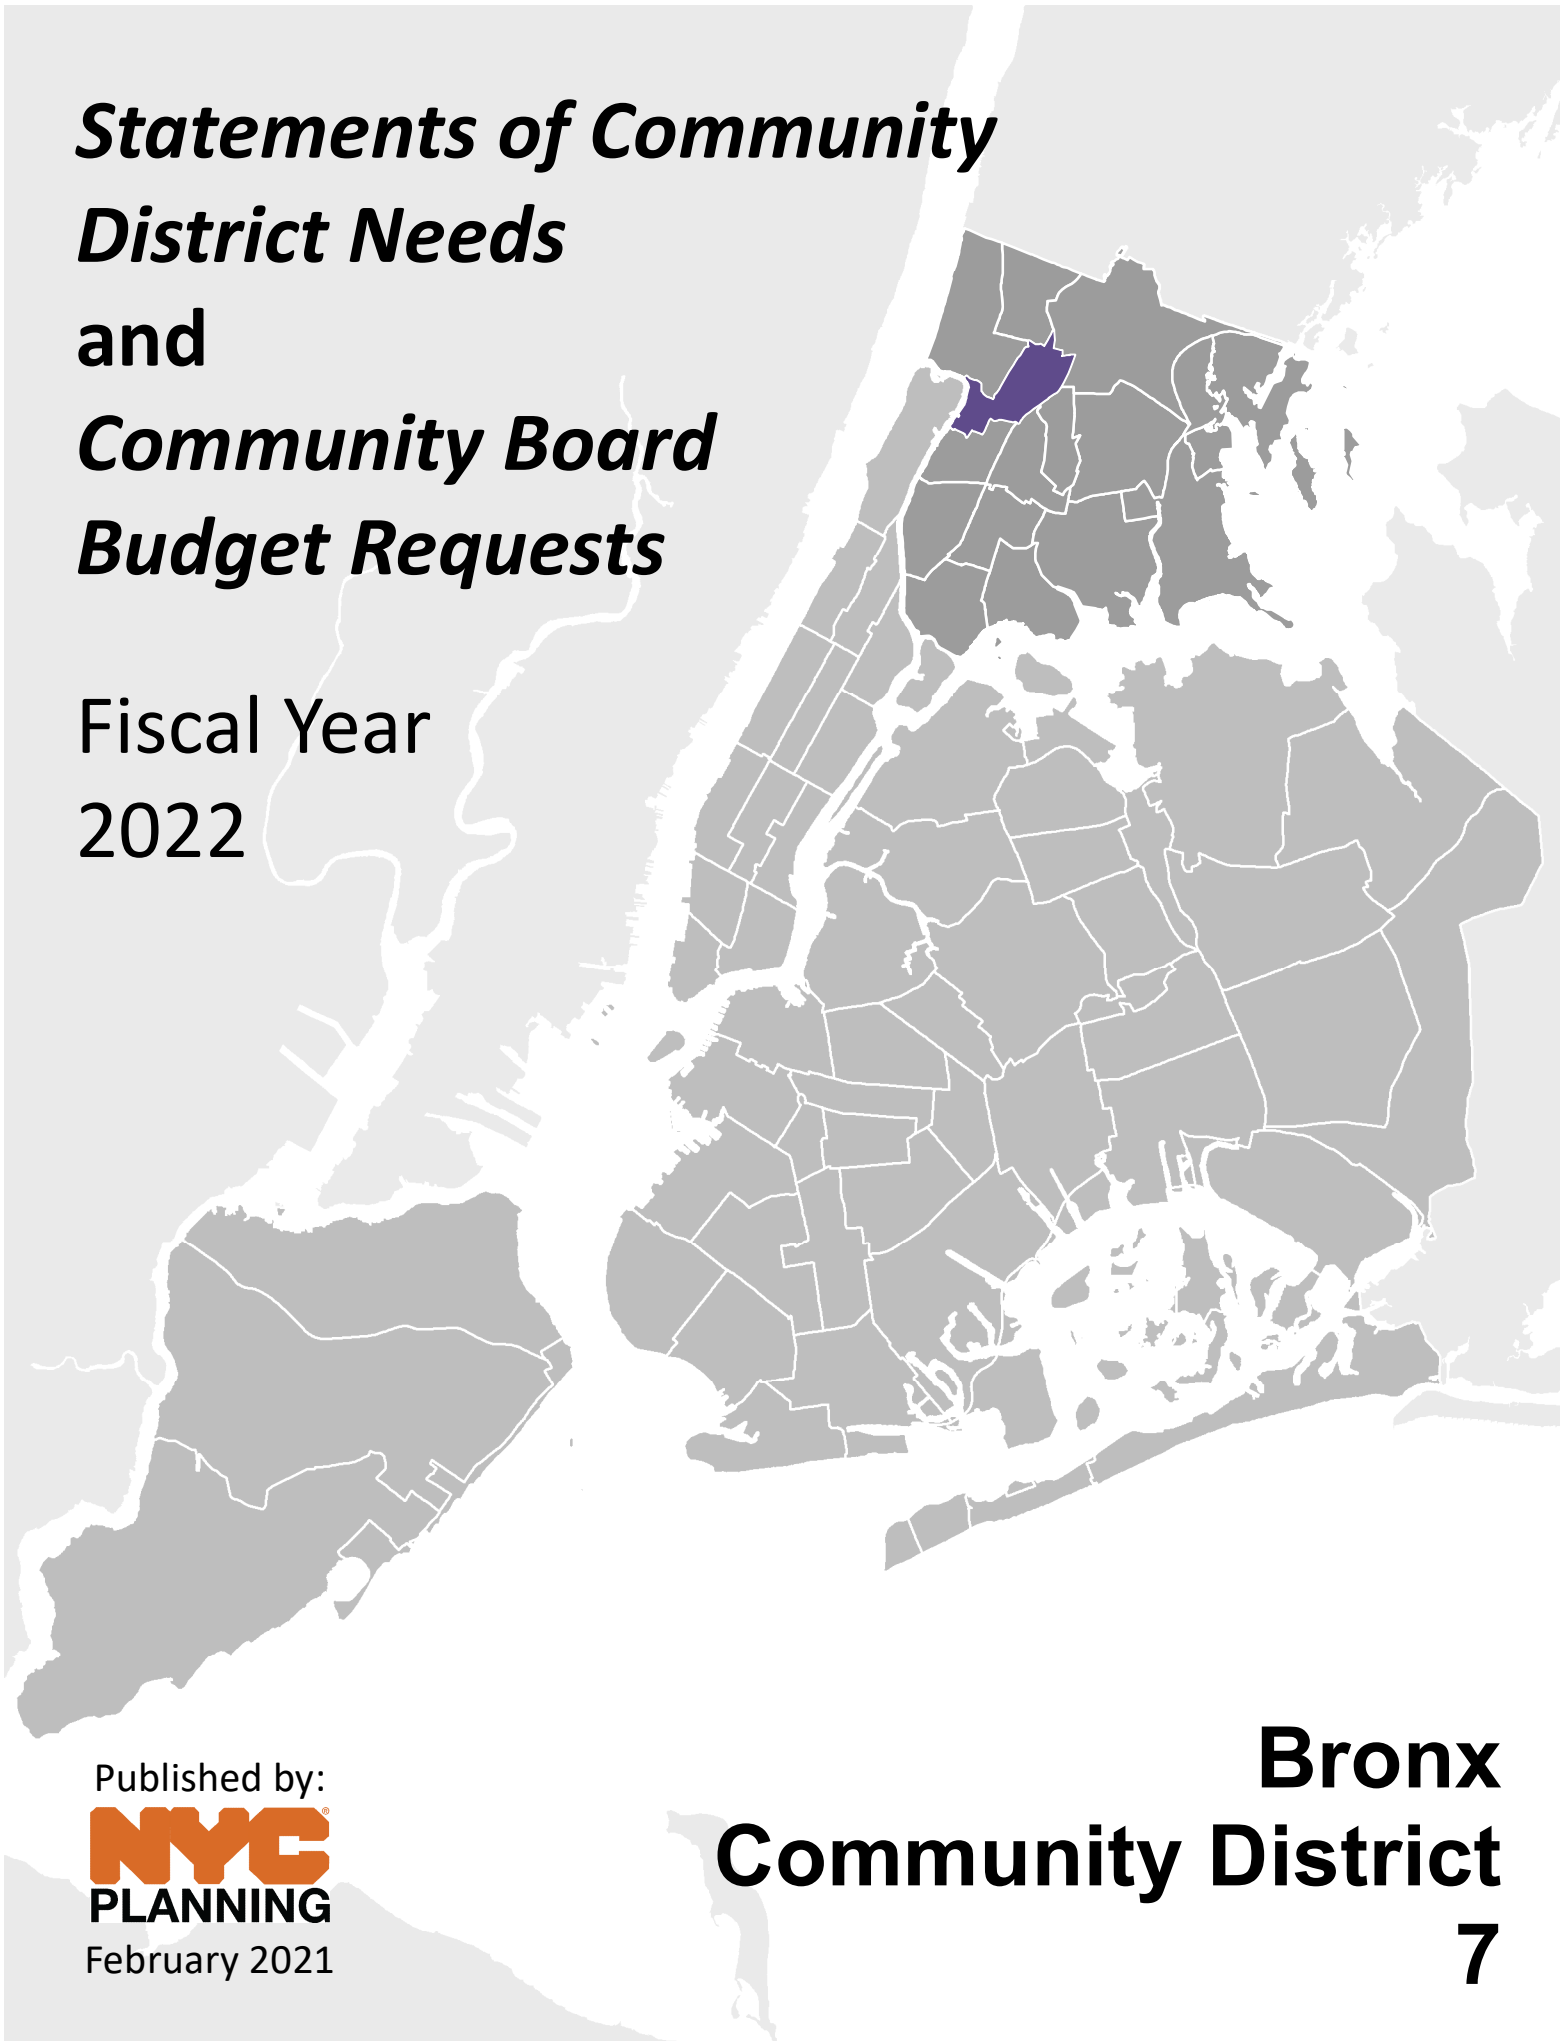 Statements of Community
District Needs
and
Community Board
Budget Requests
Fiscal Year
2022
Published by:
NYC®
PLANNING
February 2021
Bronx
Community District
7